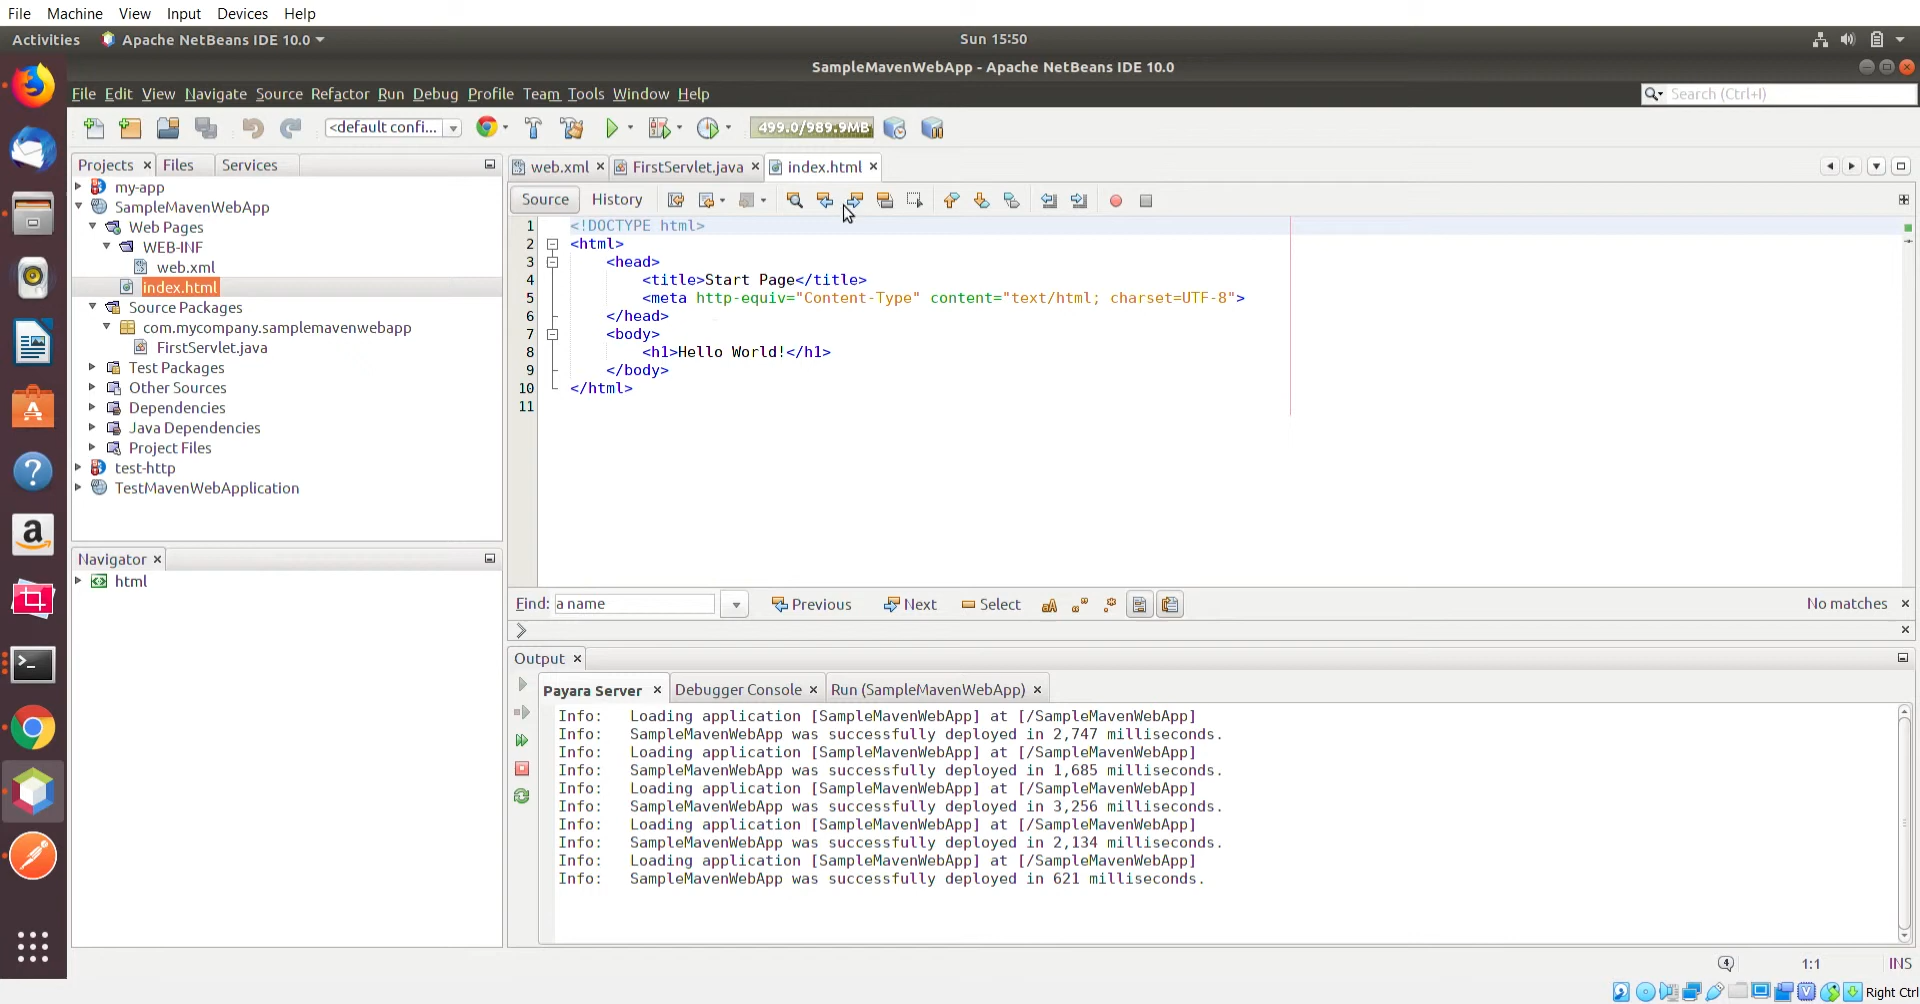 File Machine View Input Devices Help
Activities Apache NetBeans IDE 10.0 Sun 15:50
SampleMavenWebApp - Apache NetBeans IDE 10.0
File Edit View Navigate Source Refactor Run Debug Profile Team Tools Window Help Search (Ctrl+I)
<default confi... 499.0/989.9MB
Projects Files Services
web.xml FirstServlet.java index.html
my-app
SampleMavenWebApp
Web Pages
WEB-INF
web.xml
index.html
Source Packages
com.mycompany.samplemavenwebapp
FirstServlet.java
Test Packages
Other Sources
Dependencies
Java Dependencies
Project Files
test-http
TestMavenWebApplication
Navigator
html
Source History
1 <!DOCTYPE html>
2 <html>
3 <head>
4 <title>Start Page</title>
5 <meta http-equiv="Content-Type" content="text/html; charset=UTF-8">
6 </head>
7 <body>
8 <h1>Hello World!</h1>
9 </body>
10 </html>
11
Find: a name Previous Next Select No matches
Output
Payara Server Debugger Console Run (SampleMavenWebApp)
Info: Loading application [SampleMavenWebApp] at [/SampleMavenWebApp]
Info: SampleMavenWebApp was successfully deployed in 2,747 milliseconds.
Info: Loading application [SampleMavenWebApp] at [/SampleMavenWebApp]
Info: SampleMavenWebApp was successfully deployed in 1,685 milliseconds.
Info: Loading application [SampleMavenWebApp] at [/SampleMavenWebApp]
Info: SampleMavenWebApp was successfully deployed in 3,256 milliseconds.
Info: Loading application [SampleMavenWebApp] at [/SampleMavenWebApp]
Info: SampleMavenWebApp was successfully deployed in 2,134 milliseconds.
Info: Loading application [SampleMavenWebApp] at [/SampleMavenWebApp]
Info: SampleMavenWebApp was successfully deployed in 621 milliseconds.
4 1:1 INS
Right Ctrl